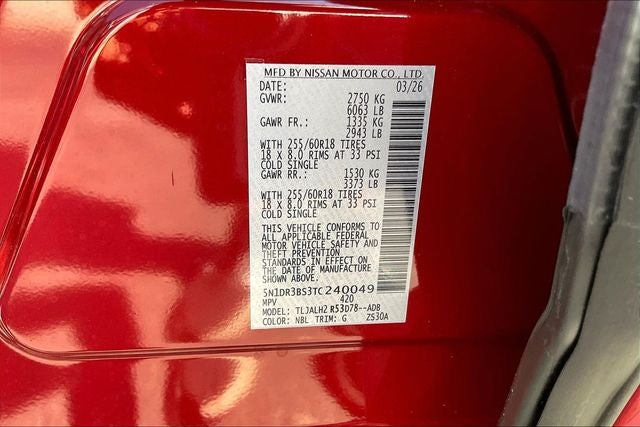 MFD BY NISSAN MOTOR CO., LTD.
DATE: 03/26
GVWR: 2750 KG
6063 LB
GAWR FR.: 1335 KG
2943 LB
WITH 255/60R18 TIRES
18 X 8.0 RIMS AT 33 PSI
COLD SINGLE
GAWR RR.: 1530 KG
3373 LB
WITH 255/60R18 TIRES
18 X 8.0 RIMS AT 33 PSI
COLD SINGLE
THIS VEHICLE CONFORMS TO
ALL APPLICABLE FEDERAL
MOTOR VEHICLE SAFETY AND
THEFT PREVENTION
STANDARDS IN EFFECT ON
THE DATE OF MANUFACTURE
SHOWN ABOVE.
5N1DR3BS3TC240049
MPV 420
MODEL: TLJALH2 R53D78--ADB
COLOR: NBL TRIM: G ZS30A